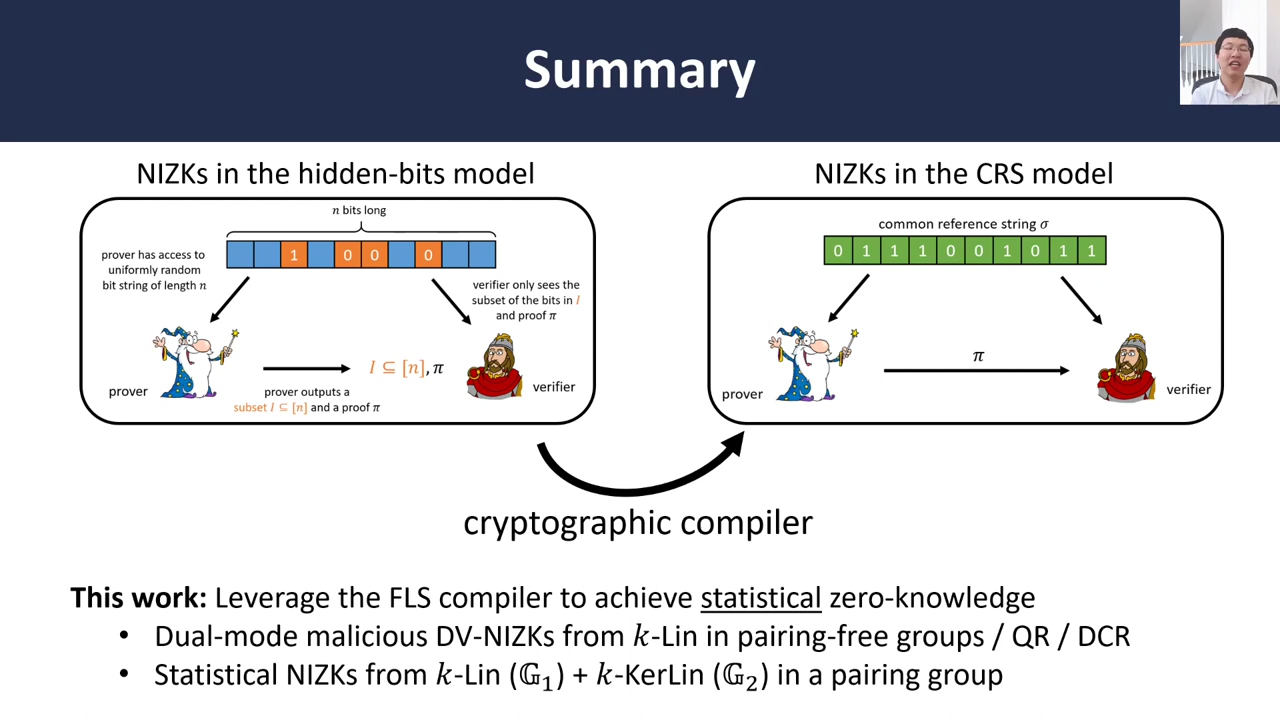 Summary
NIZKs in the hidden-bits model
n bits long
prover has access to
uniformly random
bit string of length n
1 0 0 0
verifier only sees the
subset of the bits in I
and proof π
I ⊆ [n], π
prover
verifier
prover outputs a
subset I ⊆ [n] and a proof π
NIZKs in the CRS model
common reference string σ
0 1 1 1 0 0 1 0 1 1
π
prover
verifier
cryptographic compiler
This work: Leverage the FLS compiler to achieve statistical zero-knowledge
• Dual-mode malicious DV-NIZKs from k-Lin in pairing-free groups / QR / DCR
• Statistical NIZKs from k-Lin (𝔾₁) + k-KerLin (𝔾₂) in a pairing group